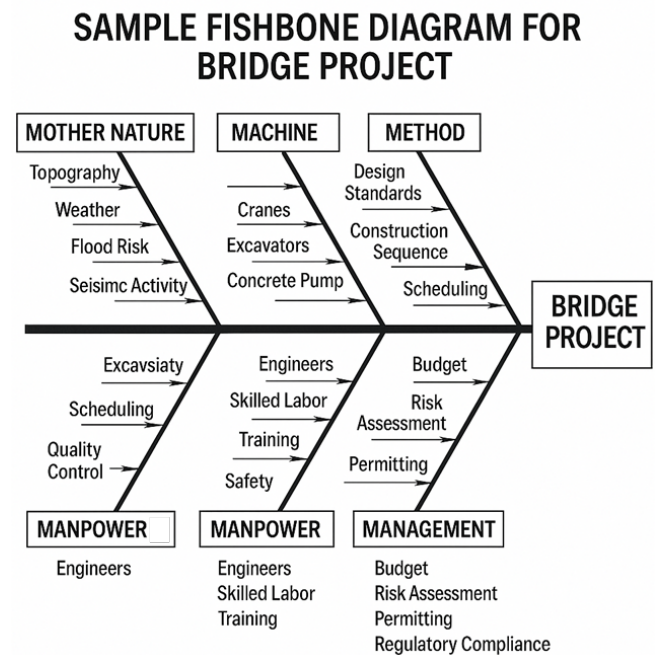 SAMPLE FISHBONE DIAGRAM FOR
BRIDGE PROJECT
MOTHER NATURE
MACHINE
METHOD
Topography
Weather
Flood Risk
Seisimc Activity
Cranes
Excavators
Concrete Pump
Design
Standards
Construction
Sequence
Scheduling
BRIDGE
PROJECT
Excavsiaty
Scheduling
Quality
Control
Engineers
Skilled Labor
Training
Safety
Budget
Risk
Assessment
Permitting
MANPOWER
MANPOWER
MANAGEMENT
Engineers
Engineers
Skilled Labor
Training
Budget
Risk Assessment
Permitting
Regulatory Compliance